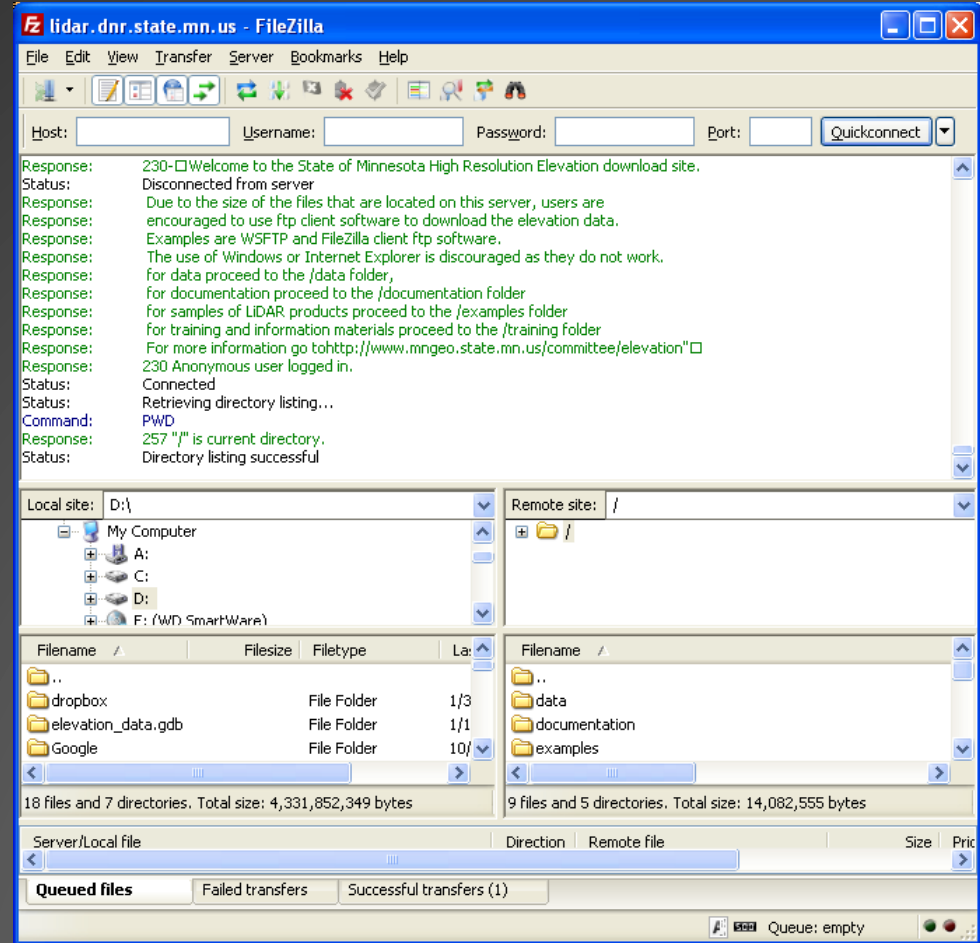 lidar.dnr.state.mn.us - FileZilla
File Edit View Transfer Server Bookmarks Help
Host: Username: Password: Port: Quickconnect
Response: 230-□Welcome to the State of Minnesota High Resolution Elevation download site.
Status: Disconnected from server
Response: Due to the size of the files that are located on this server, users are
Response: encouraged to use ftp client software to download the elevation data.
Response: Examples are WSFTP and FileZilla client ftp software.
Response: The use of Windows or Internet Explorer is discouraged as they do not work.
Response: for data proceed to the /data folder,
Response: for documentation proceed to the /documentation folder
Response: for samples of LiDAR products proceed to the /examples folder
Response: for training and information materials proceed to the /training folder
Response: For more information go tohttp://www.mngeo.state.mn.us/committee/elevation"□
Response: 230 Anonymous user logged in.
Status: Connected
Status: Retrieving directory listing...
Command: PWD
Response: 257 "/" is current directory.
Status: Directory listing successful
Local site: D:\
My Computer
A:
C:
D:
E: (WD SmartWare)
Remote site: /
/
Filename Filesize Filetype La:
..
dropbox File Folder 1/3
elevation_data.gdb File Folder 1/1
Google File Folder 10/
18 files and 7 directories. Total size: 4,331,852,349 bytes
Filename
..
data
documentation
examples
9 files and 5 directories. Total size: 14,082,555 bytes
Server/Local file Direction Remote file Size Pric
Queued files Failed transfers Successful transfers (1)
Queue: empty